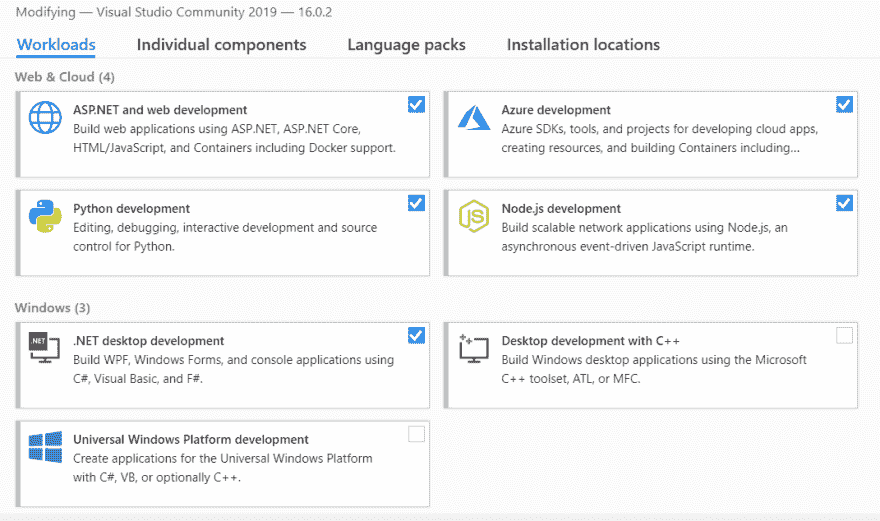 Modifying — Visual Studio Community 2019 — 16.0.2
Workloads Individual components Language packs Installation locations
Web & Cloud (4)
ASP.NET and web development
Build web applications using ASP.NET, ASP.NET Core,
HTML/JavaScript, and Containers including Docker support.
Azure development
Azure SDKs, tools, and projects for developing cloud apps,
creating resources, and building Containers including...
Python development
Editing, debugging, interactive development and source
control for Python.
Node.js development
Build scalable network applications using Node.js, an
asynchronous event-driven JavaScript runtime.
Windows (3)
.NET
.NET desktop development
Build WPF, Windows Forms, and console applications using
C#, Visual Basic, and F#.
Desktop development with C++
Build Windows desktop applications using the Microsoft
C++ toolset, ATL, or MFC.
Universal Windows Platform development
Create applications for the Universal Windows Platform
with C#, VB, or optionally C++.